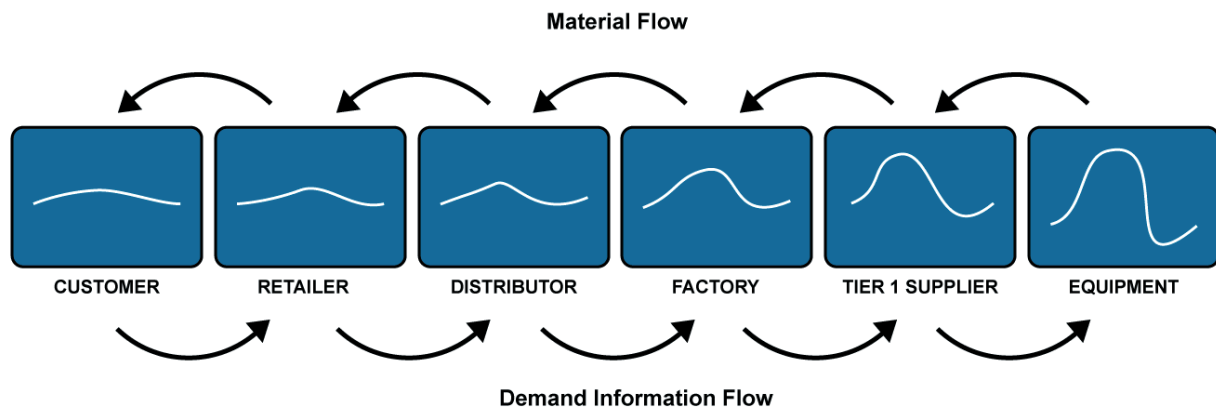 Material Flow
CUSTOMER
RETAILER
DISTRIBUTOR
FACTORY
TIER 1 SUPPLIER
EQUIPMENT
Demand Information Flow